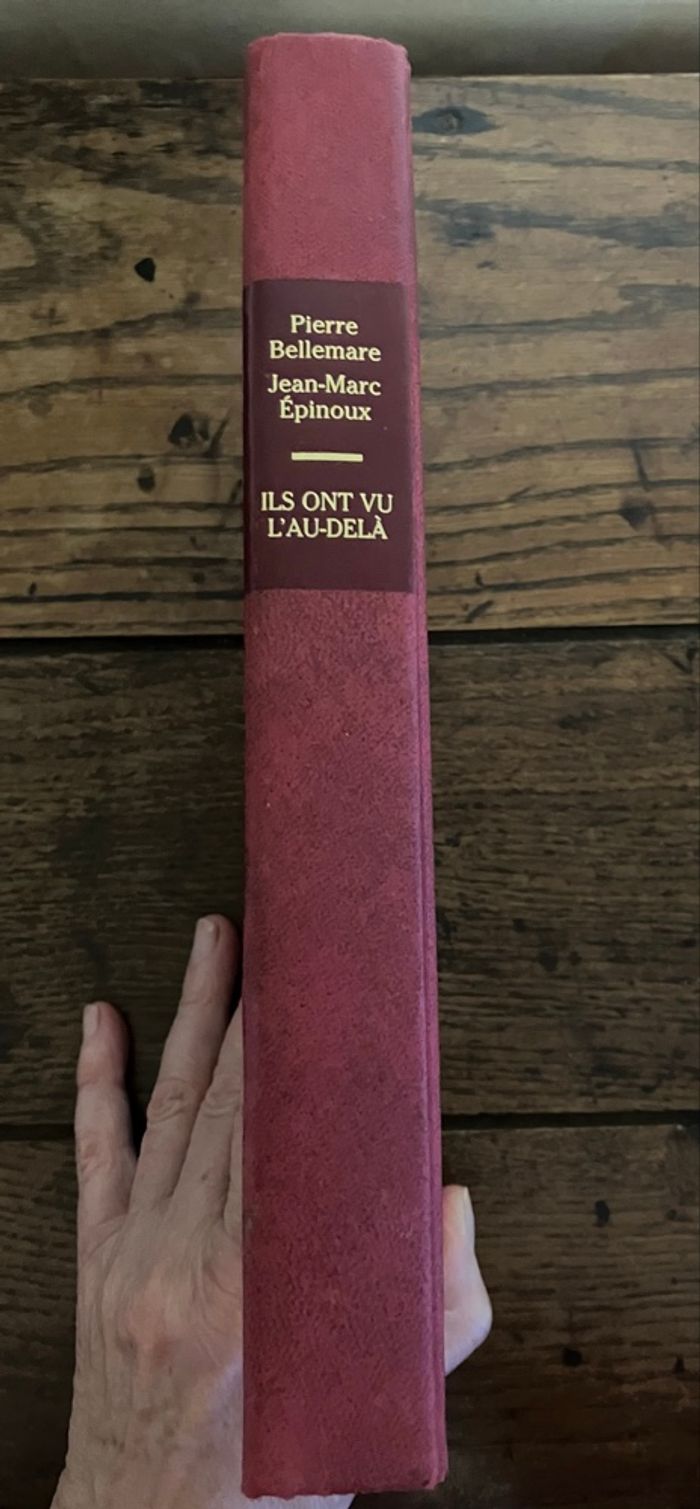 Pierre
Bellemare
Jean-Marc
Épinoux
ILS ONT VU
L'AU-DELÀ